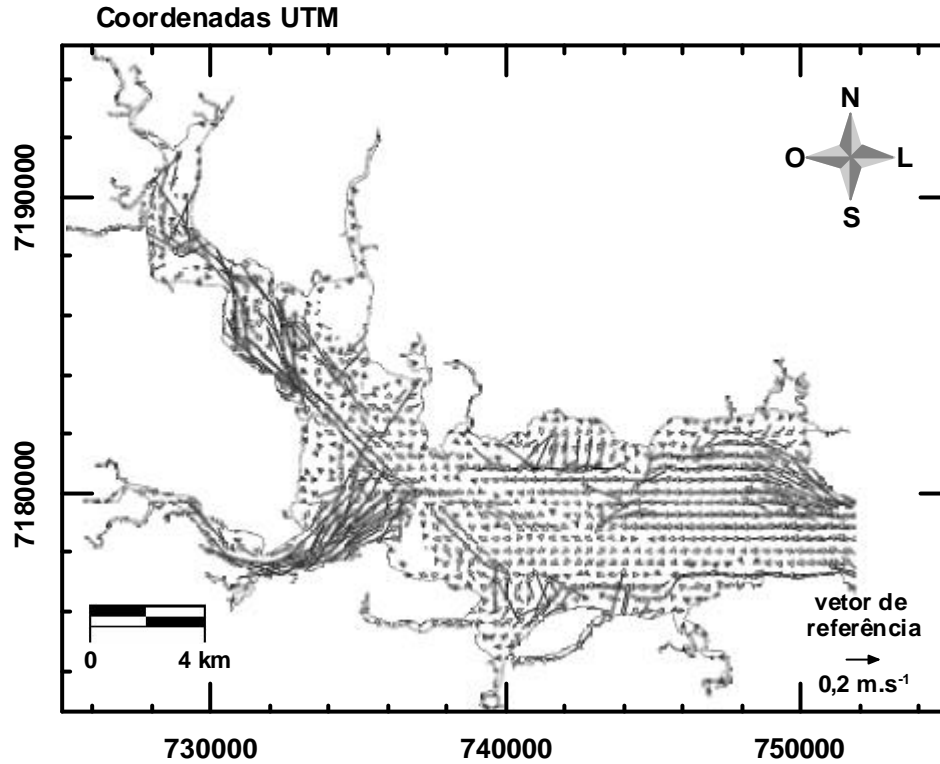 Coordenadas UTM
N
O L
S
7190000
7180000
vetor de
referência
0,2 m.s⁻¹
0 4 km
730000 740000 750000